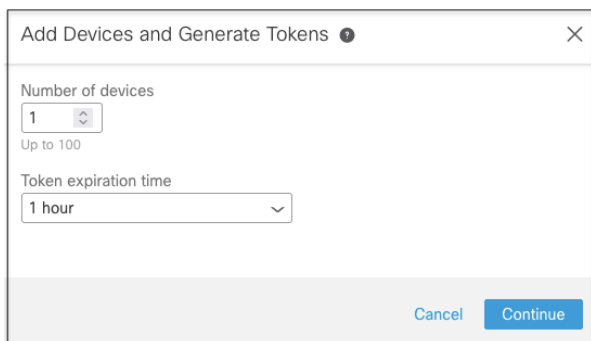 Add Devices and Generate Tokens ?
Number of devices
1
Up to 100
Token expiration time
1 hour
Cancel Continue